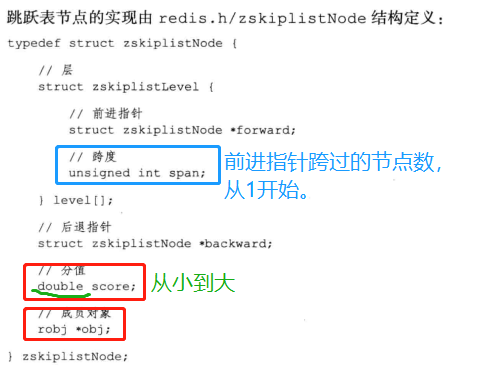 跳跃表节点的实现由 redis.h/zskiplistNode 结构定义：
typedef struct zskiplistNode {
// 层
struct zskiplistLevel {
// 前进指针
struct zskiplistNode *forward;
// 跨度
unsigned int span;
前进指针跨过的节点数，
从1开始。
} level[];
// 后退指针
struct zskiplistNode *backward;
// 分值
double score;
从小到大
// 成员对象
robj *obj;
} zskiplistNode;